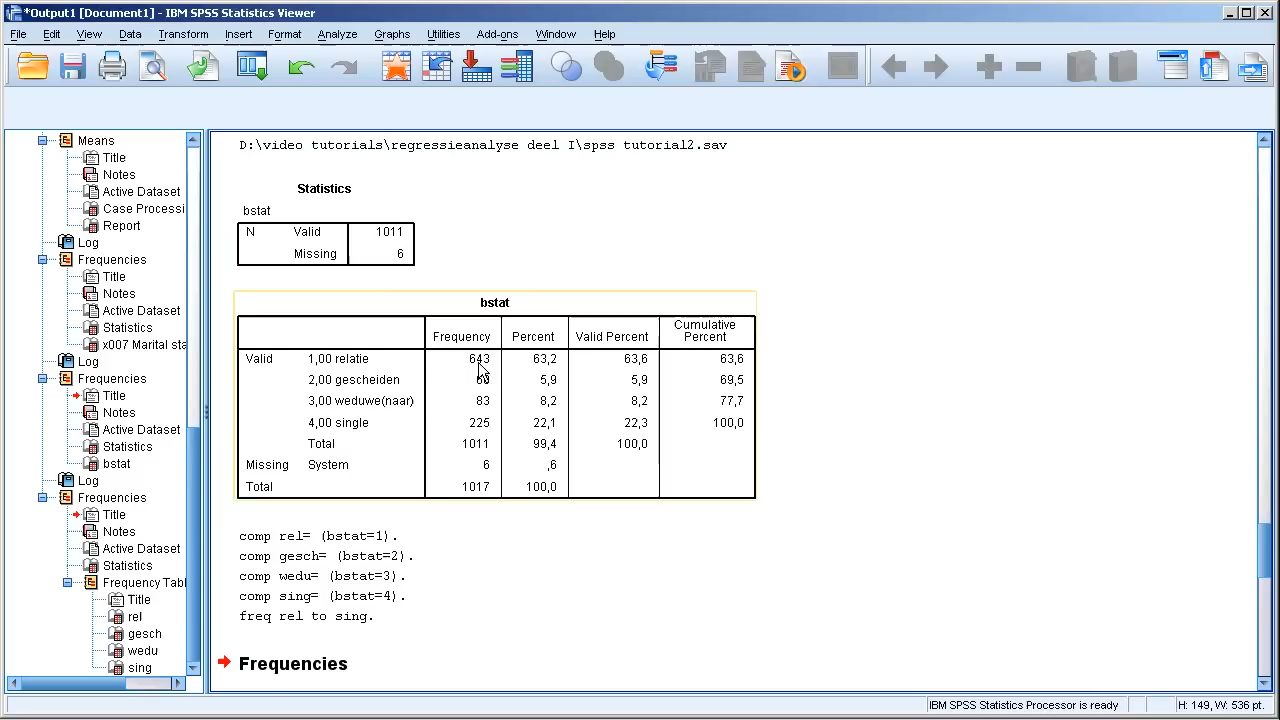 *Output1 [Document1] - IBM SPSS Statistics Viewer
File Edit View Data Transform Insert Format Analyze Graphs Utilities Add-ons Window Help
Means
Title
Notes
Active Dataset
Case Processi
Report
Log
Frequencies
Title
Notes
Active Dataset
Statistics
x007 Marital sta
Log
Frequencies
Title
Notes
Active Dataset
Statistics
bstat
Log
Frequencies
Title
Notes
Active Dataset
Statistics
Frequency Tabl
Title
rel
gesch
wedu
sing
D:\video tutorials\regressieanalyse deel I\spss tutorial2.sav
Statistics
bstat
N Valid 1011
Missing 6
bstat
Frequency Percent Valid Percent Cumulative Percent
Valid 1,00 relatie 643 63,2 63,6 63,6
2,00 gescheiden 5,9 5,9 69,5
3,00 weduwe(naar) 83 8,2 8,2 77,7
4,00 single 225 22,1 22,3 100,0
Total 1011 99,4 100,0
Missing System 6 ,6
Total 1017 100,0
comp rel= (bstat=1).
comp gesch= (bstat=2).
comp wedu= (bstat=3).
comp sing= (bstat=4).
freq rel to sing.
Frequencies
IBM SPSS Statistics Processor is ready
H: 149, W: 536 pt.